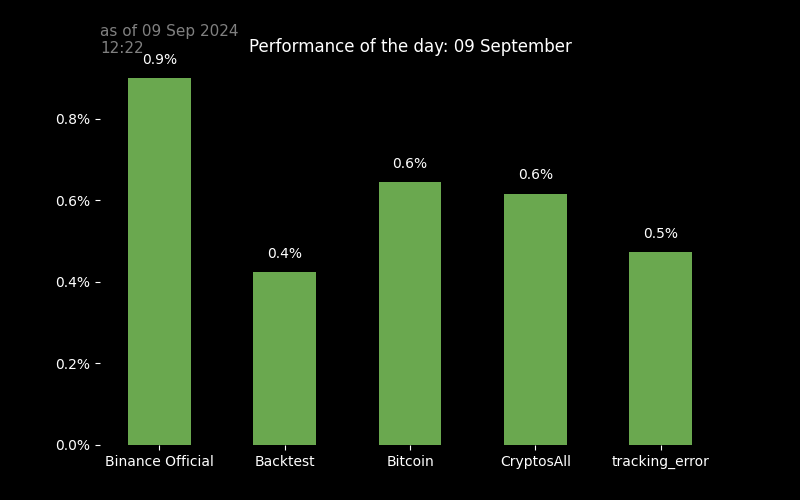 as of 09 Sep 2024
12:22
Performance of the day: 09 September
0.9%
0.8%
0.6%
0.6%
0.6%
0.5%
0.4%
0.4%
0.2%
0.0%
Binance Official
Backtest
Bitcoin
CryptosAll
tracking_error